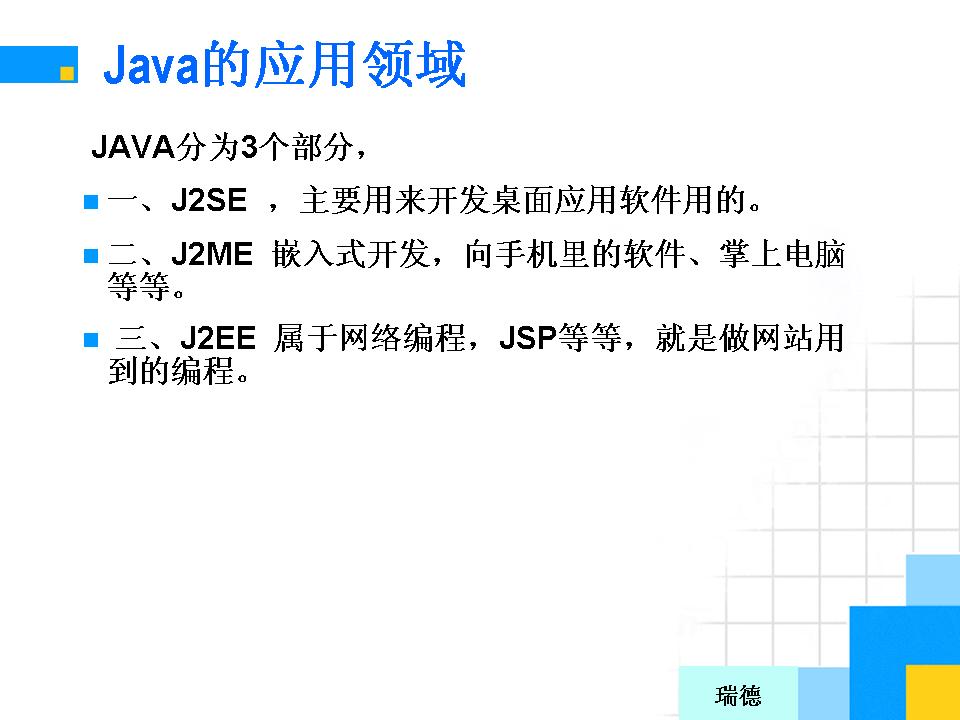 Java的应用领域
JAVA分为3个部分，
一、J2SE ，主要用来开发桌面应用软件用的。
二、J2ME 嵌入式开发，向手机里的软件、掌上电脑
等等。
三、J2EE 属于网络编程，JSP等等，就是做网站用
到的编程。
瑞德